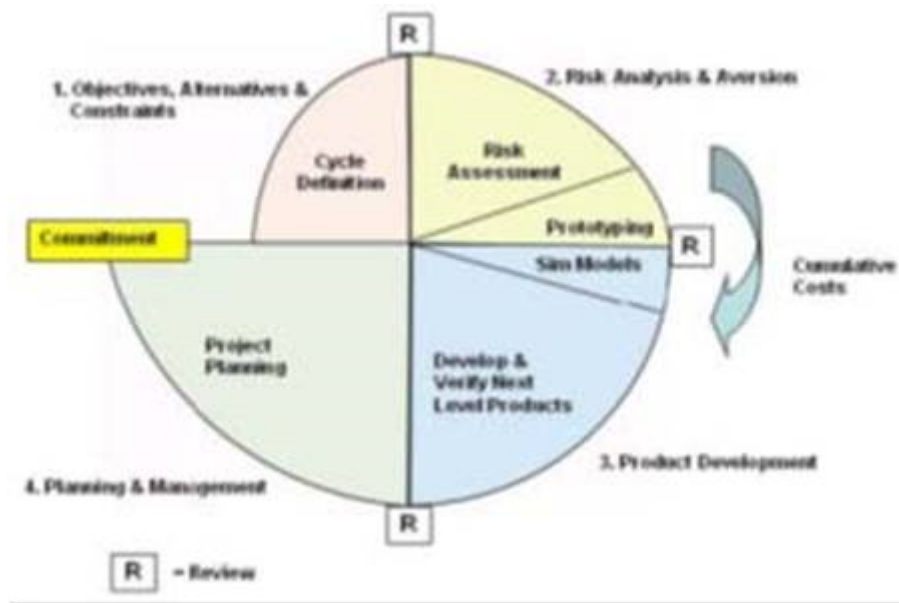 R
1. Objectives, Alternatives &
Constraints
2. Risk Analysis & Aversion
Cycle
Definition
Risk
Assessment
Prototyping
R
Commitment
Sim Models
Cumulative
Costs
Project
Planning
Develop &
Verify Next
Level Products
3. Product Development
4. Planning & Management
R
R = Review